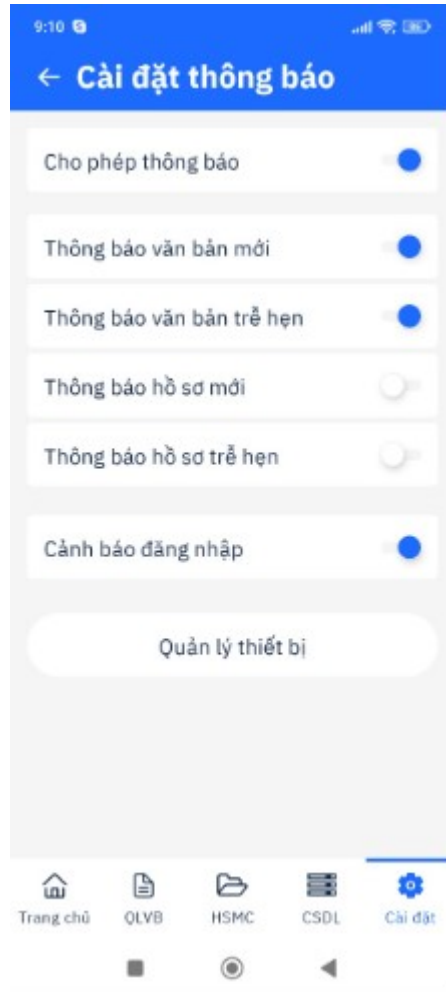 9:10
Cài đặt thông báo
Cho phép thông báo
Thông báo văn bản mới
Thông báo văn bản trễ hẹn
Thông báo hồ sơ mới
Thông báo hồ sơ trễ hẹn
Cảnh báo đăng nhập
Quản lý thiết bị
Trang chủ QLVB HSMC CSDL Cài đặt